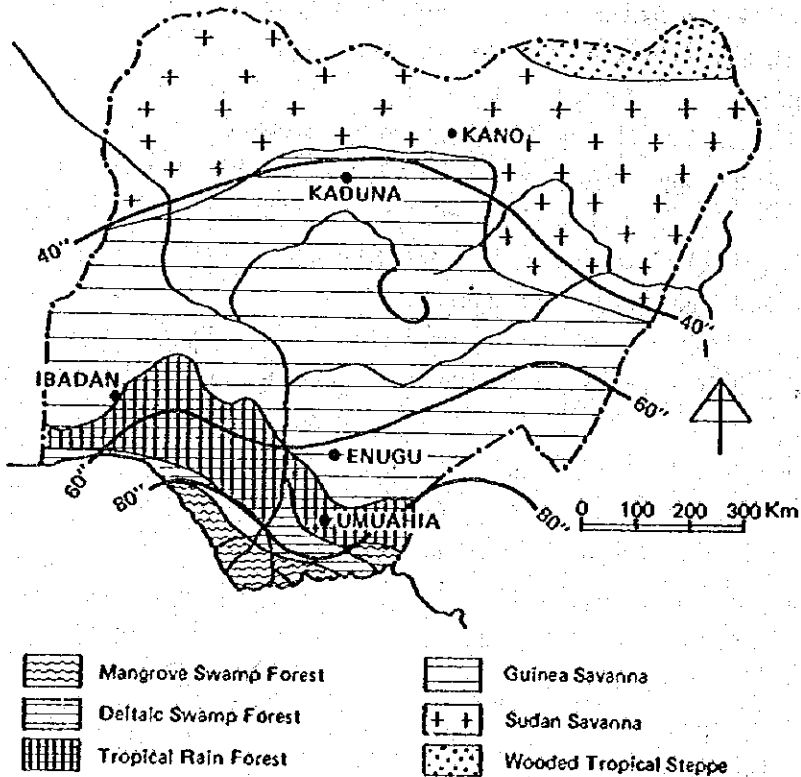 KANO
KADUNA
40"
40"
IBADAN
60"
ENUGU
60"
80"
UMUAHIA
80"
0 100 200 300 Km
Mangrove Swamp Forest
Deltaic Swamp Forest
Tropical Rain Forest
Guinea Savanna
Sudan Savanna
Wooded Tropical Steppe